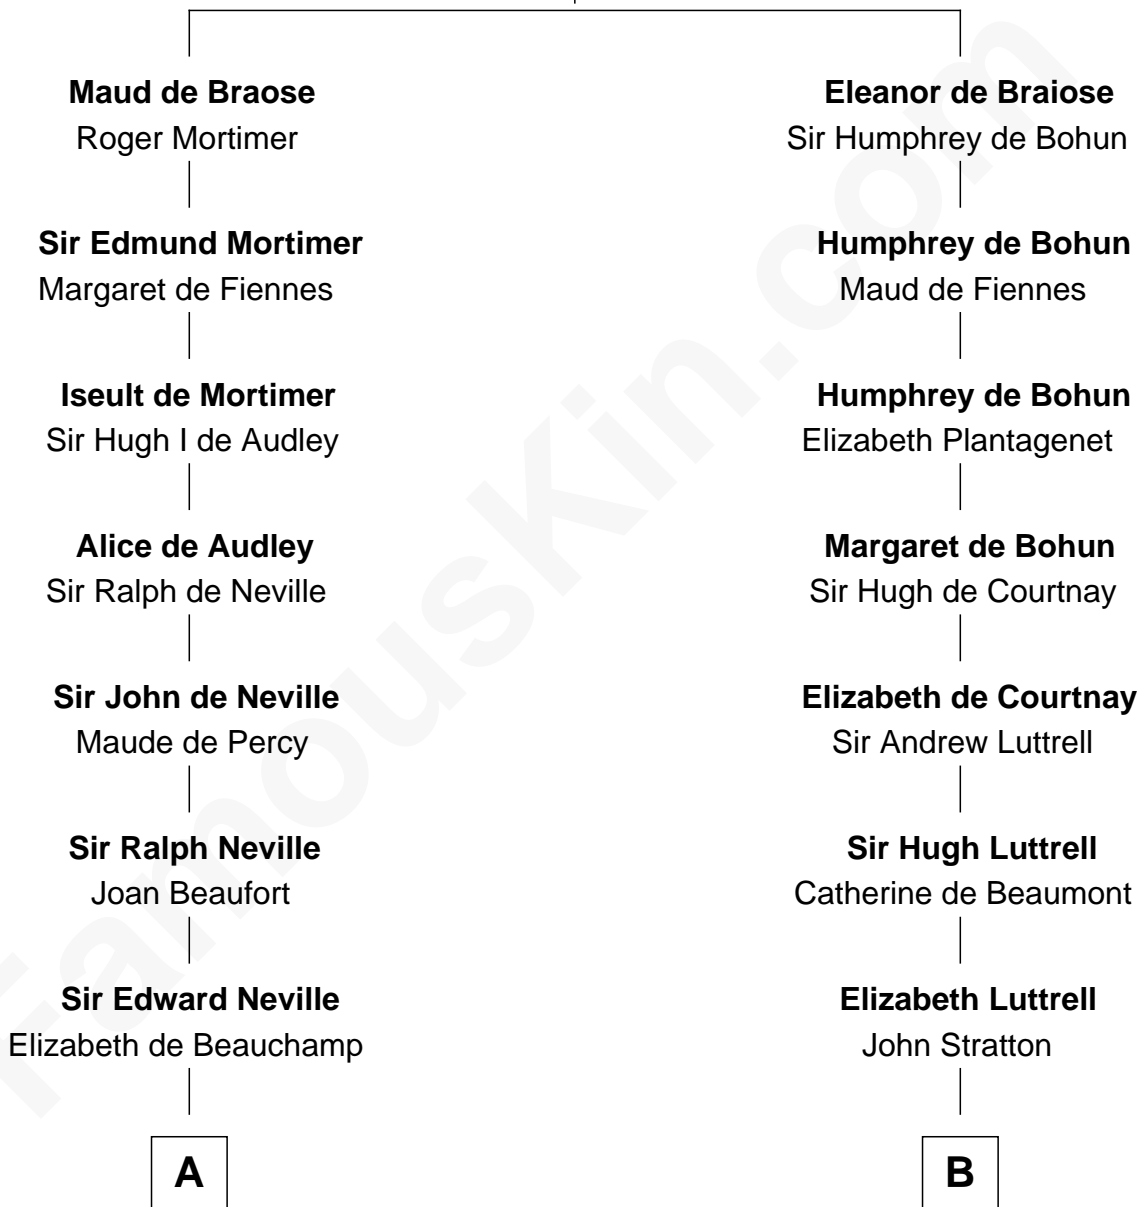 Maud de Braose
Roger Mortimer
Eleanor de Braiose
Sir Humphrey de Bohun
Sir Edmund Mortimer
Margaret de Fiennes
Humphrey de Bohun
Maud de Fiennes
Iseult de Mortimer
Sir Hugh I de Audley
Humphrey de Bohun
Elizabeth Plantagenet
Alice de Audley
Sir Ralph de Neville
Margaret de Bohun
Sir Hugh de Courtnay
Sir John de Neville
Maude de Percy
Elizabeth de Courtnay
Sir Andrew Luttrell
Sir Ralph Neville
Joan Beaufort
Sir Hugh Luttrell
Catherine de Beaumont
Sir Edward Neville
Elizabeth de Beauchamp
Elizabeth Luttrell
John Stratton
A
B
FamousKin.com